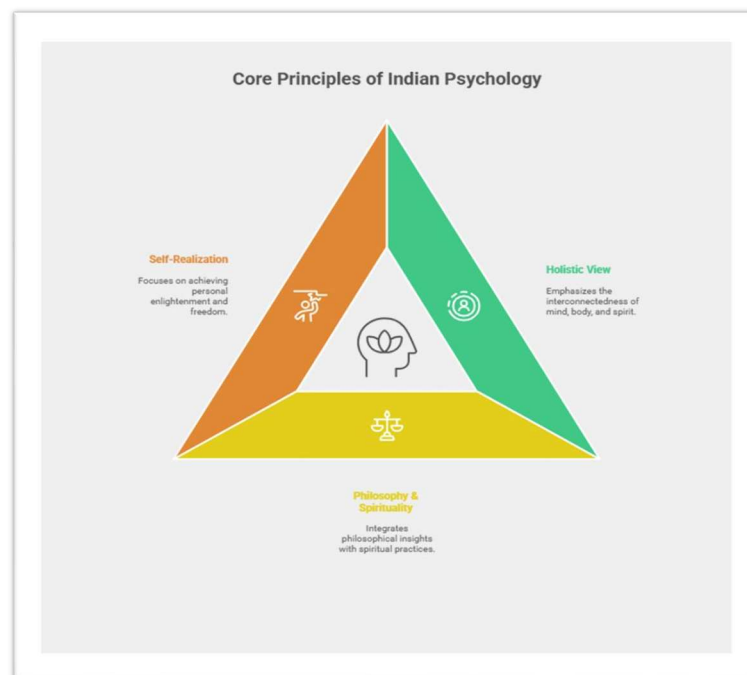 Core Principles of Indian Psychology
Self-Realization
Focuses on achieving
personal
enlightenment and
freedom.
Holistic View
Emphasizes the
interconnectedness of
mind, body, and spirit.
Philosophy &
Spirituality
Integrates
philosophical insights
with spiritual practices.